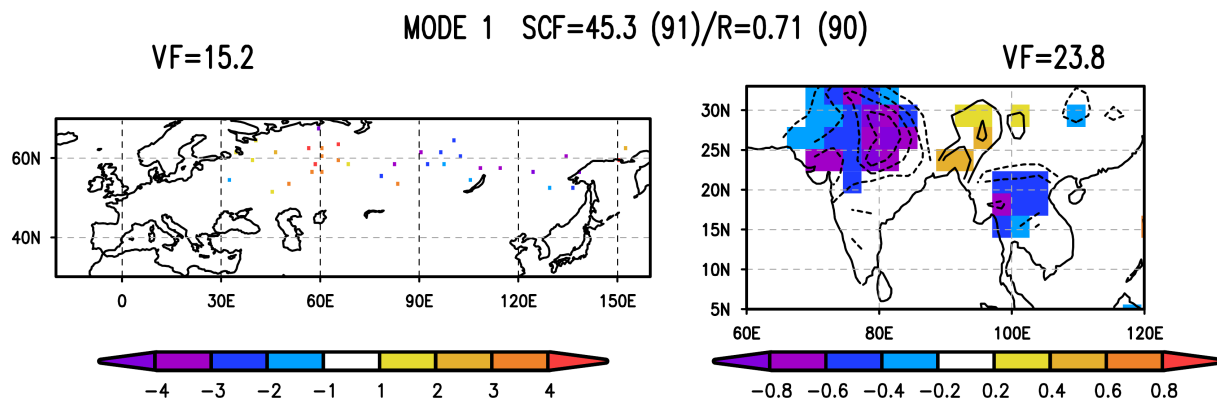 MODE 1 SCF=45.3 (91)/R=0.71 (90)
VF=15.2
VF=23.8
60N
40N
0 30E 60E 90E 120E 150E
30N
25N
20N
15N
10N
5N
60E 80E 100E 120E
-4 -3 -2 -1 1 2 3 4
-0.8 -0.6 -0.4 -0.2 0.2 0.4 0.6 0.8